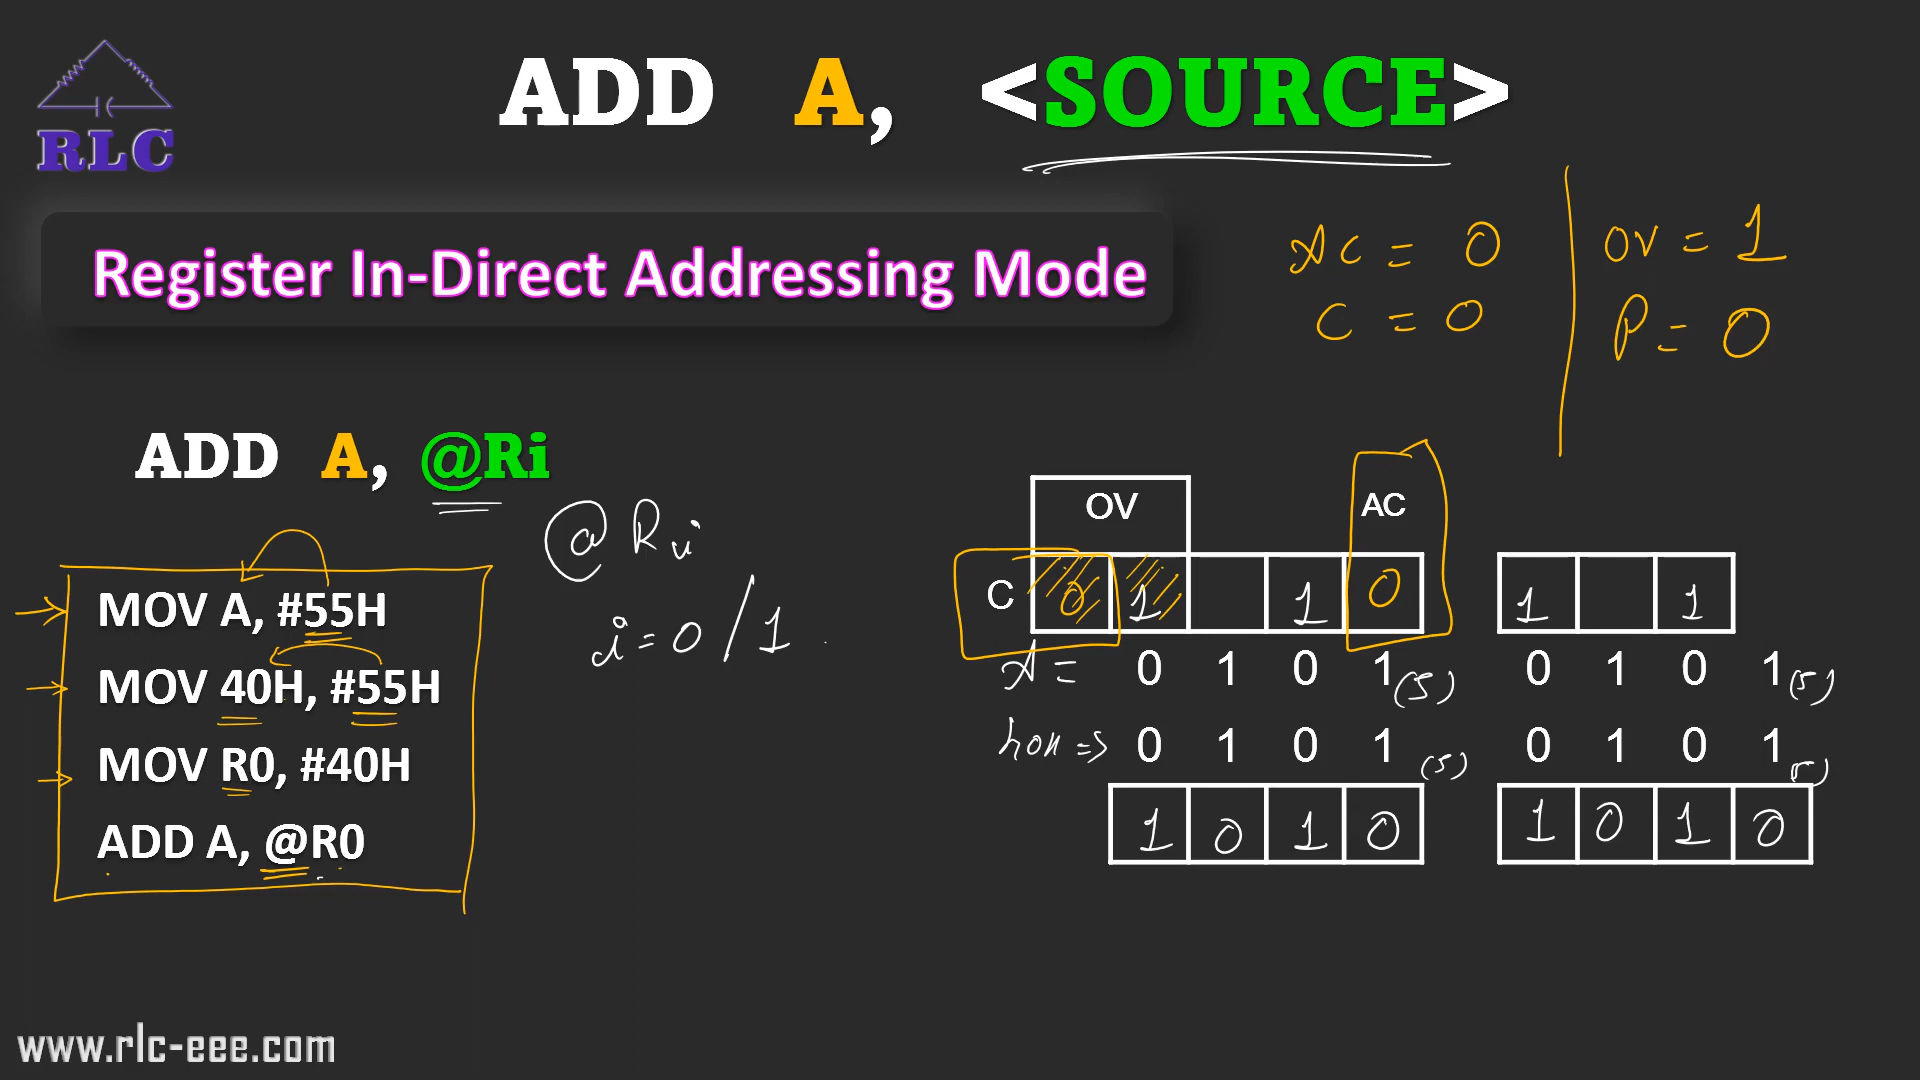 RLC
ADD A, <SOURCE>
Register In-Direct Addressing Mode
AC = 0
C = 0
OV = 1
P = 0
ADD A, @Ri
@Ri
i = 0 / 1
MOV A, #55H
MOV 40H, #55H
MOV R0, #40H
ADD A, @R0
OV AC
C 0 1 1 0 1 1
A = 0 1 0 1 (5) 0 1 0 1 (5)
40H => 0 1 0 1 (5) 0 1 0 1 (5)
1 0 1 0 1 0 1 0
www.rlc-eee.com